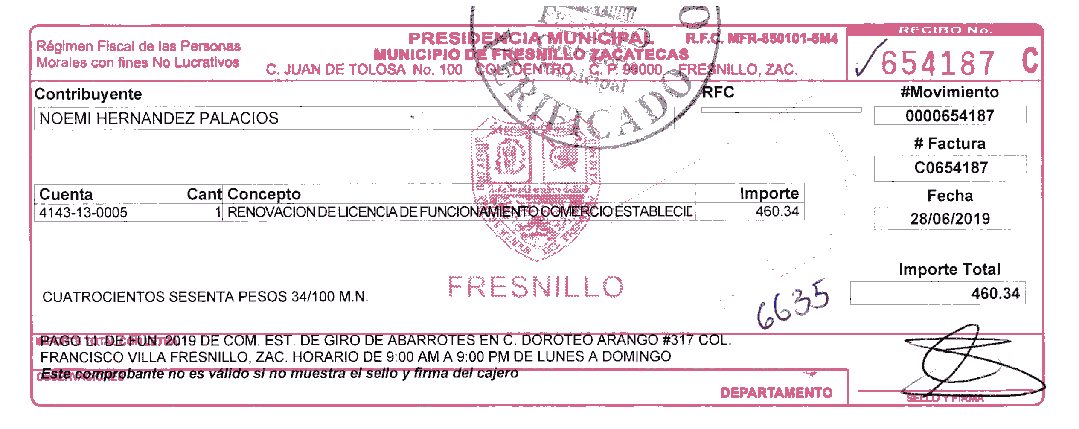 Régimen Fiscal de las Personas
Morales con fines No Lucrativos
PRESIDENCIA MUNICIPAL R.F.C. MFR-850101-5M4
MUNICIPIO DE FRESNILLO ZACATECAS
C. JUAN DE TOLOSA No. 100 COL. CENTRO C. P. 99000 FRESNILLO, ZAC.
RECIBO No.
654187 C
VERIFICADO
Contribuyente
NOEMI HERNANDEZ PALACIOS
RFC
#Movimiento
0000654187
# Factura
C0654187
Fecha
28/06/2019
Cuenta Cant Concepto Importe
4143-13-0005 1 RENOVACION DE LICENCIA DE FUNCIONAMIENTO COMERCIO ESTABLECID 460.34
FRESNILLO
Importe Total
460.34
CUATROCIENTOS SESENTA PESOS 34/100 M.N.
6635
PAGO LI. DE FUN. 2019 DE COM. EST. DE GIRO DE ABARROTES EN C. DOROTEO ARANGO #317 COL.
FRANCISCO VILLA FRESNILLO, ZAC. HORARIO DE 9:00 AM A 9:00 PM DE LUNES A DOMINGO
Este comprobante no es válido si no muestra el sello y firma del cajero
OBSERVACIONES
DEPARTAMENTO
SELLO Y FIRMA